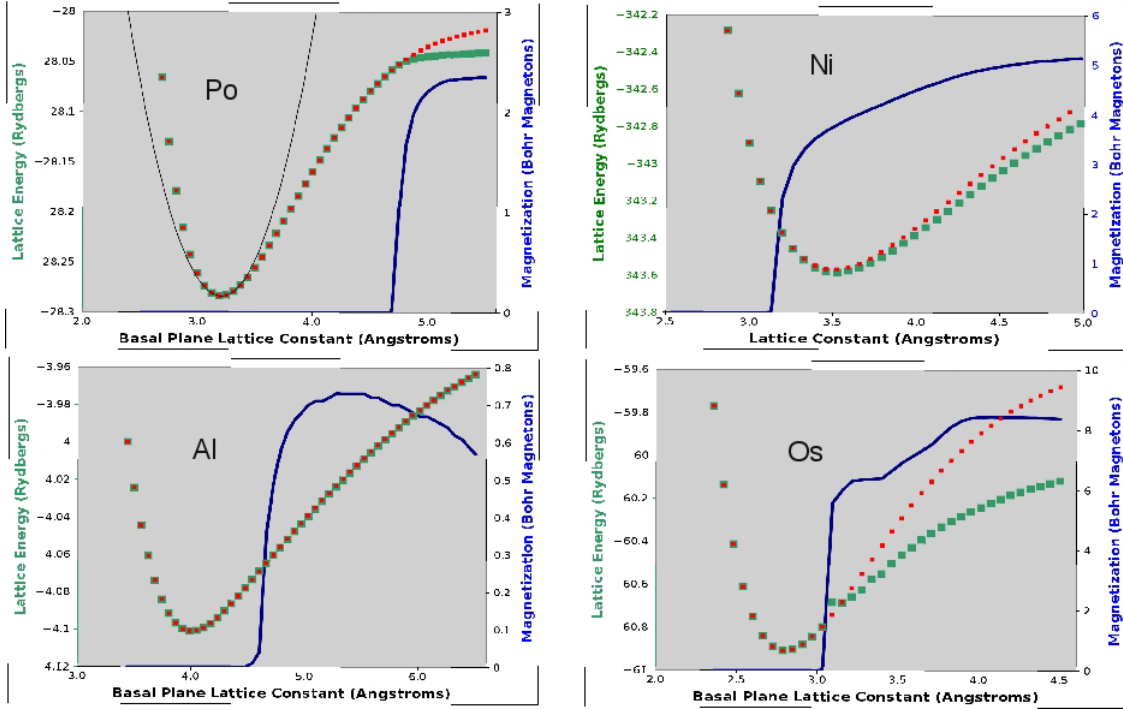 Po
Lattice Energy (Rydbergs)
−28
−28.05
−28.1
−28.15
−28.2
−28.25
−28.3
2.0 3.0 4.0 5.0
Basal Plane Lattice Constant (Angstroms)
3
2
1
0
Magnetization (Bohr Magnetons)
Ni
Lattice Energy (Rydbergs)
−342.2
−342.4
−342.6
−342.8
−343
343.2
343.4
343.6
343.8
2.5 3.0 3.5 4.0 4.5 5.0
Lattice Constant (Angstroms)
6
5
4
3
2
1
0
Magnetization (Bohr Magnetons)
Al
Lattice Energy (Rydbergs)
−3.96
−3.98
−4
−4.02
−4.04
−4.06
−4.08
−4.1
−4.12
3.0 4.0 5.0 6.0
Basal Plane Lattice Constant (Angstroms)
0.8
0.7
0.6
0.5
0.4
0.3
0.2
0.1
0
Magnetization (Bohr Magnetons)
Os
Lattice Energy (Rydbergs)
−59.6
−59.8
60
60.2
60.4
60.6
60.8
−61
2.0 2.5 3.0 3.5 4.0 4.5
Basal Plane Lattice Constant (Angstroms)
10
8
6
4
2
0
Magnetization (Bohr Magnetons)